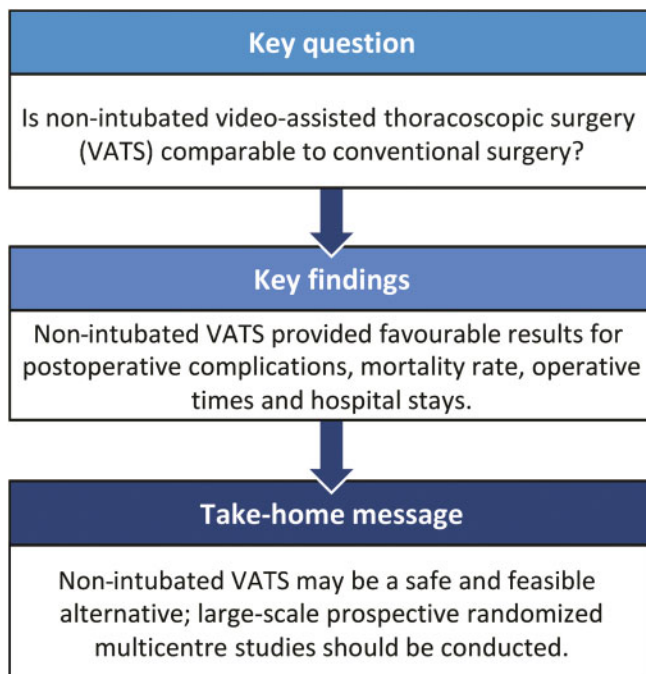 Key question
Is non-intubated video-assisted thoracoscopic surgery
(VATS) comparable to conventional surgery?
Key findings
Non-intubated VATS provided favourable results for
postoperative complications, mortality rate, operative
times and hospital stays.
Take-home message
Non-intubated VATS may be a safe and feasible
alternative; large-scale prospective randomized
multicentre studies should be conducted.